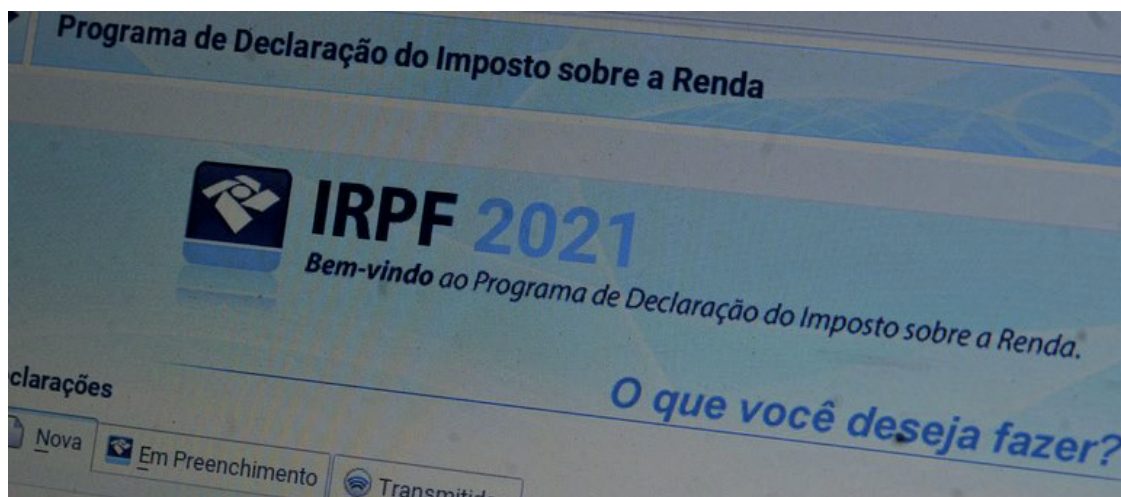 Programa de Declaração do Imposto sobre a Renda
IRPF 2021
Bem-vindo ao Programa de Declaração do Imposto sobre a Renda.
O que você deseja fazer?
Nova
Em Preenchimento